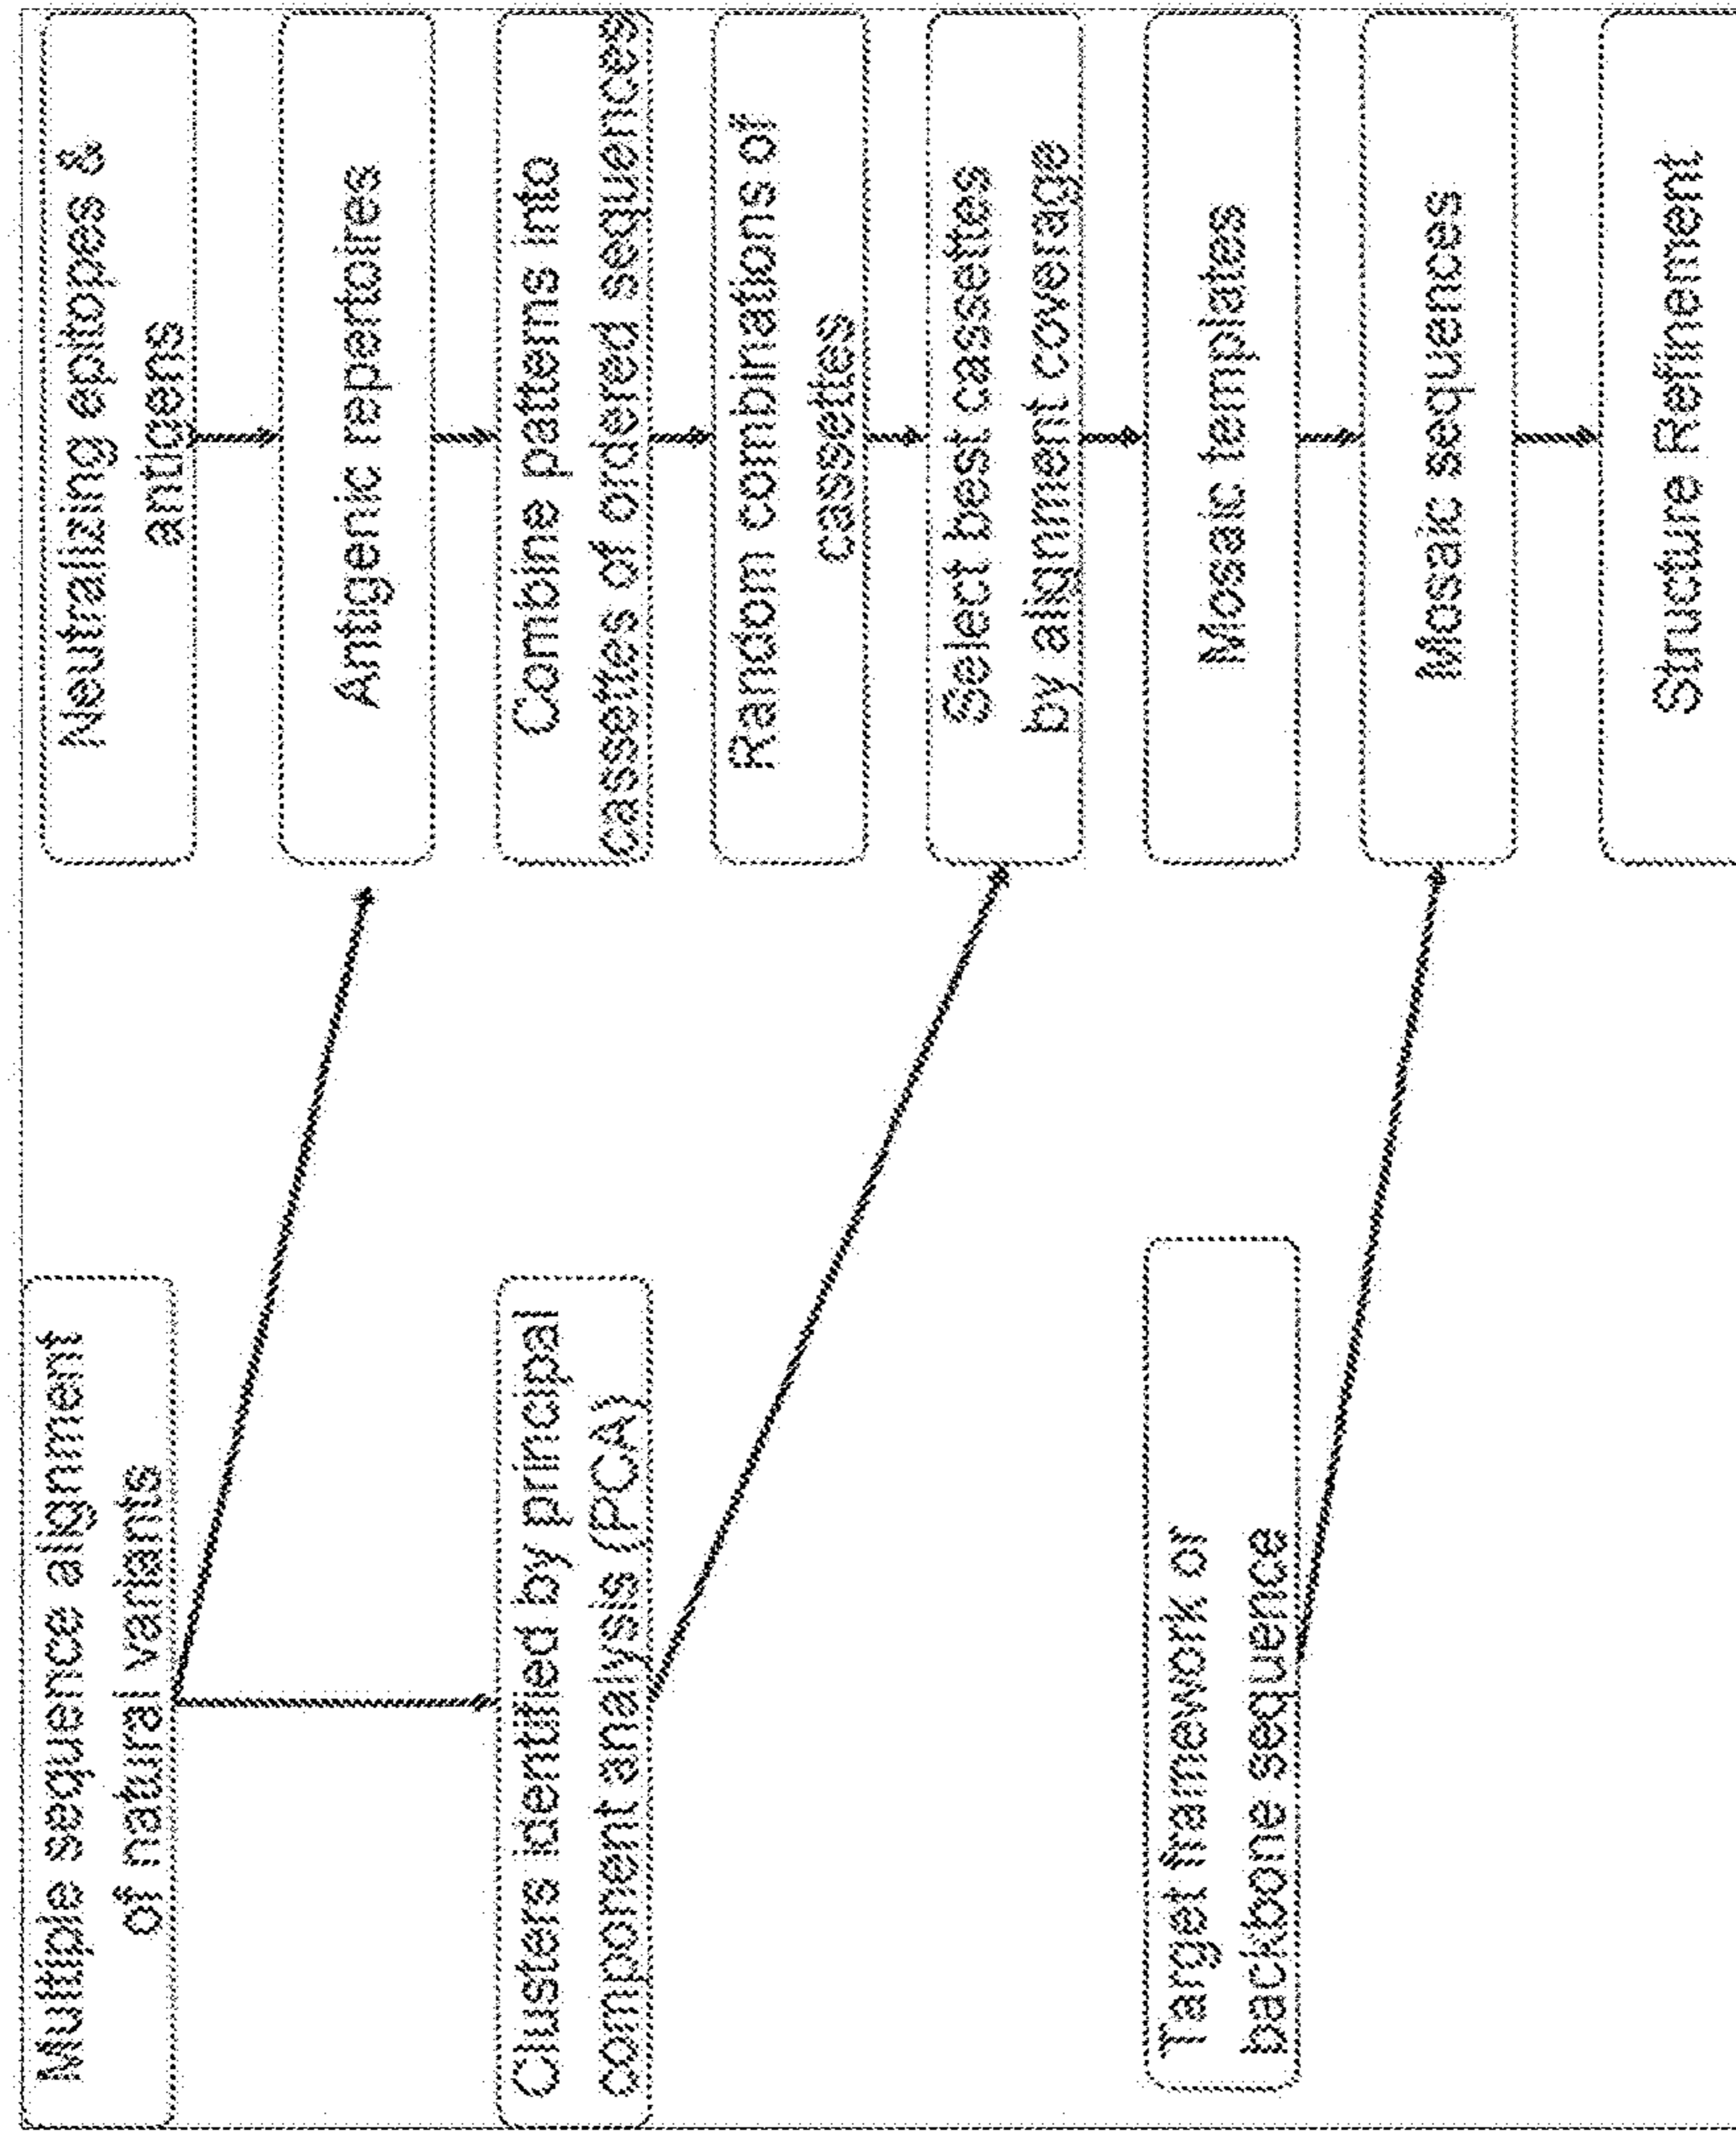 Multiple sequence alignment
of natural variants
Clusters identified by principal
component analysis (PCA)
Target framework or
backbone sequence
Neutralizing epitopes &
antigens
Antigenic repertoires
Combine patterns into
cassettes of ordered sequences
Random combinations of
cassettes
Select best cassettes
by alignment coverage
Mosaic templates
Mosaic sequences
Structure Refinement